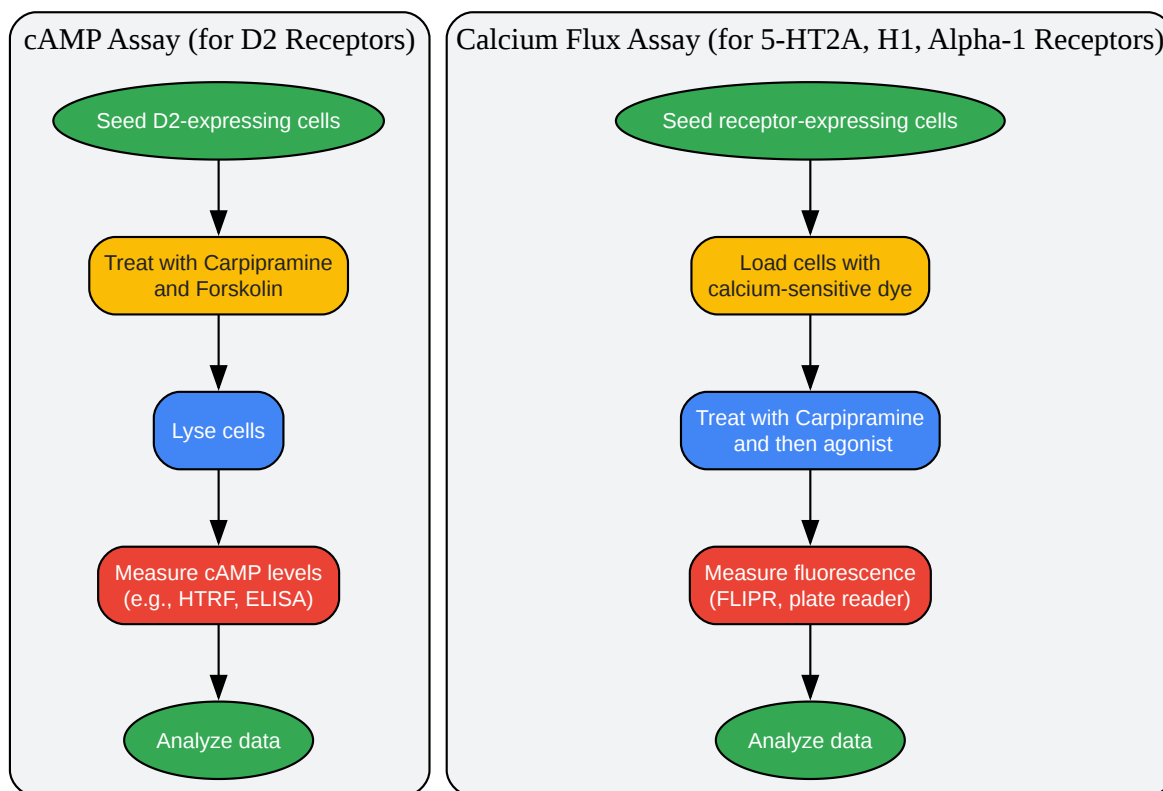 cAMP Assay (for D2 Receptors)
Seed D2-expressing cells
Treat with Carpipramine
and Forskolin
Lyse cells
Measure cAMP levels
(e.g., HTRF, ELISA)
Analyze data
Calcium Flux Assay (for 5-HT2A, H1, Alpha-1 Receptors)
Seed receptor-expressing cells
Load cells with
calcium-sensitive dye
Treat with Carpipramine
and then agonist
Measure fluorescence
(FLIPR, plate reader)
Analyze data